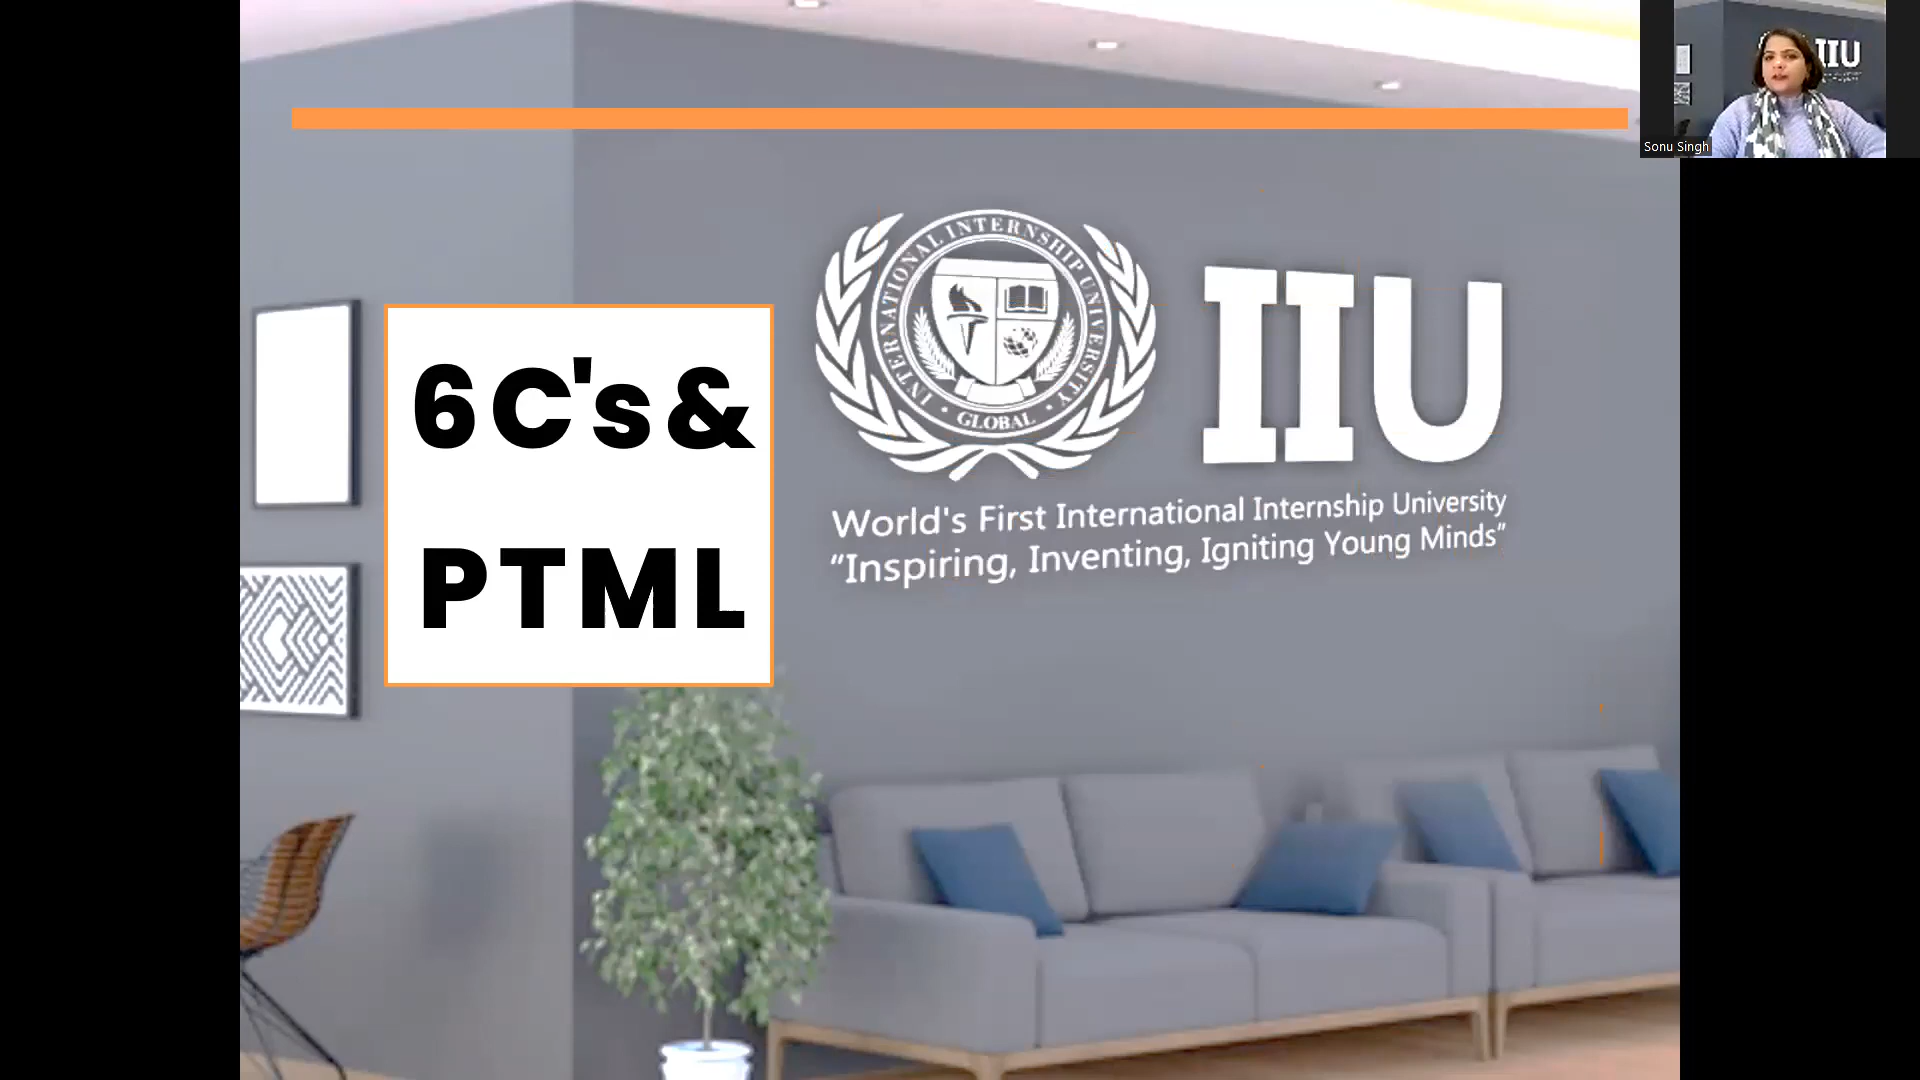 6C's&
PTML
INTERNATIONAL INTERNSHIP UNIVERSITY
• GLOBAL •
IIU
World's First International Internship University
“Inspiring, Inventing, Igniting Young Minds”
IIU
Sonu Singh